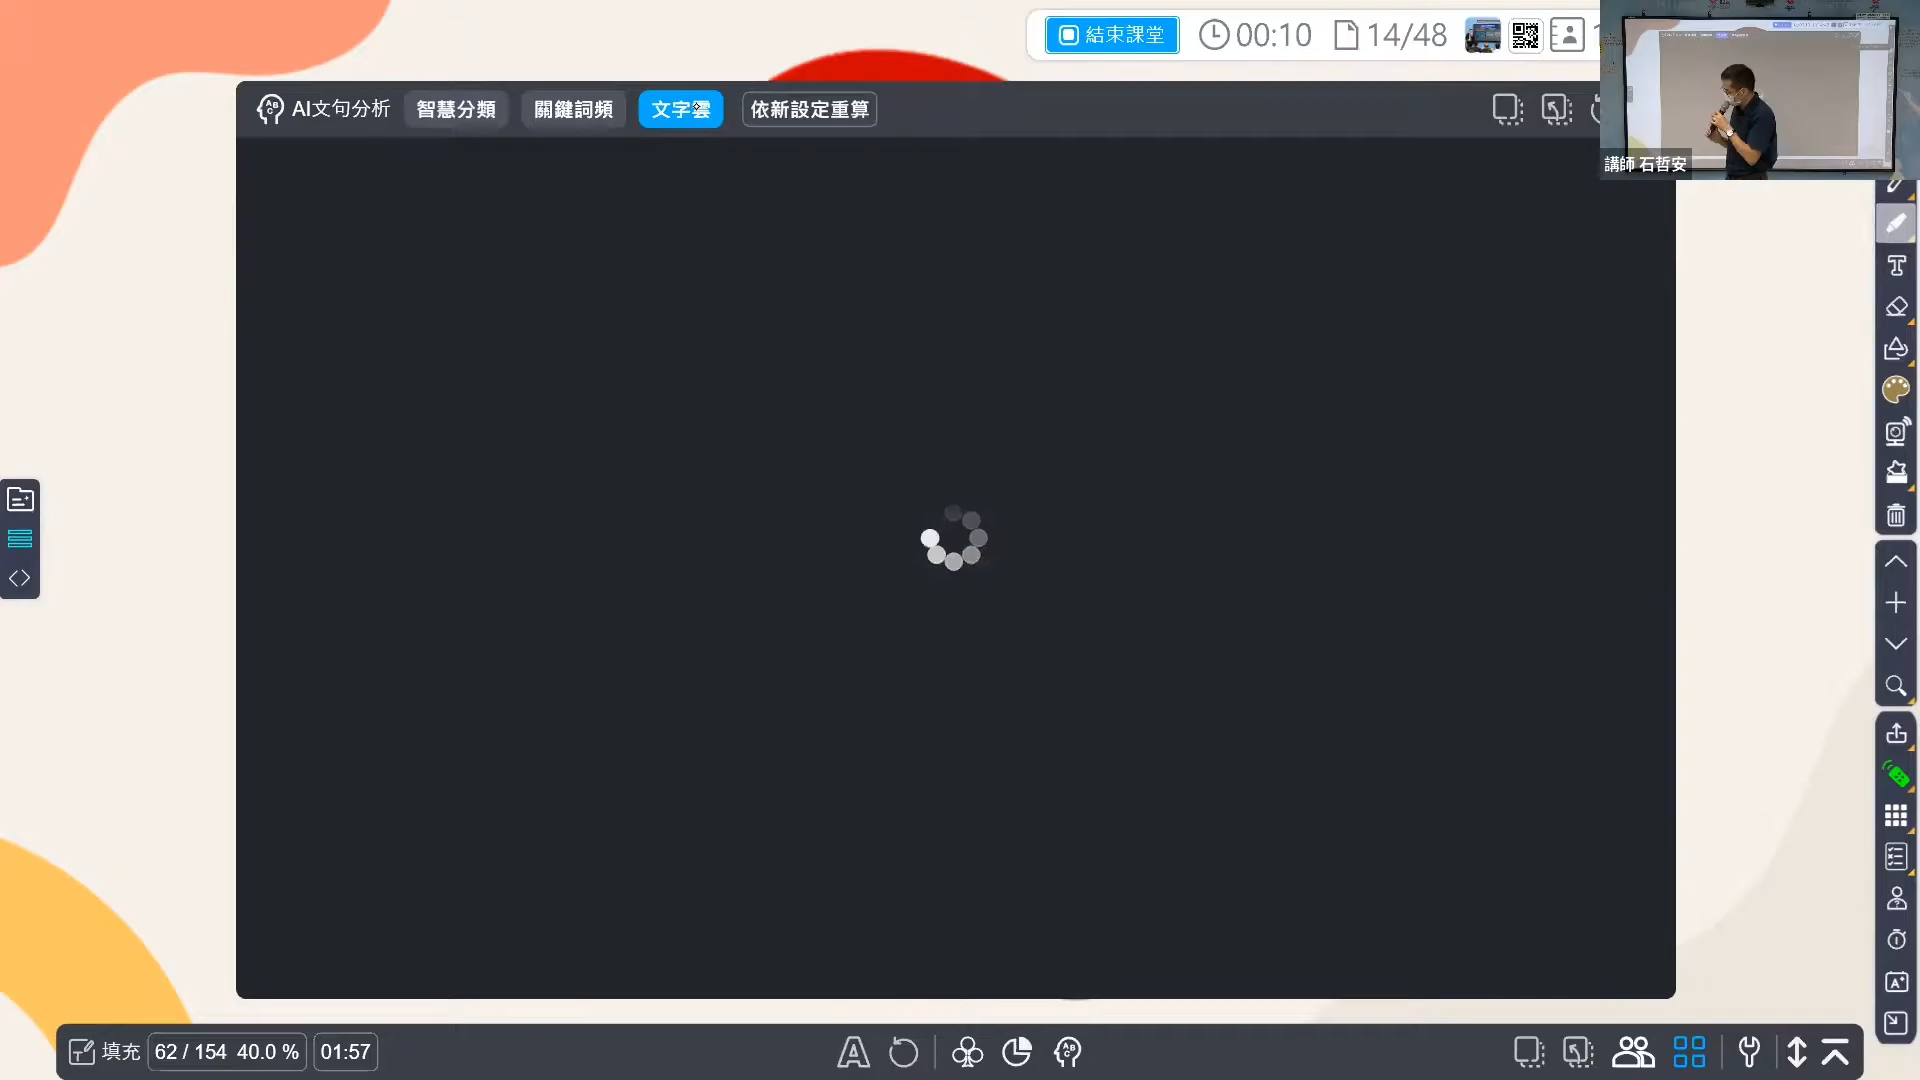 結束課堂 00:10 14/48
AI文句分析 智慧分類 關鍵詞頻 文字雲 依新設定重算
講師 石哲安
填充 62 / 154 40.0 % 01:57